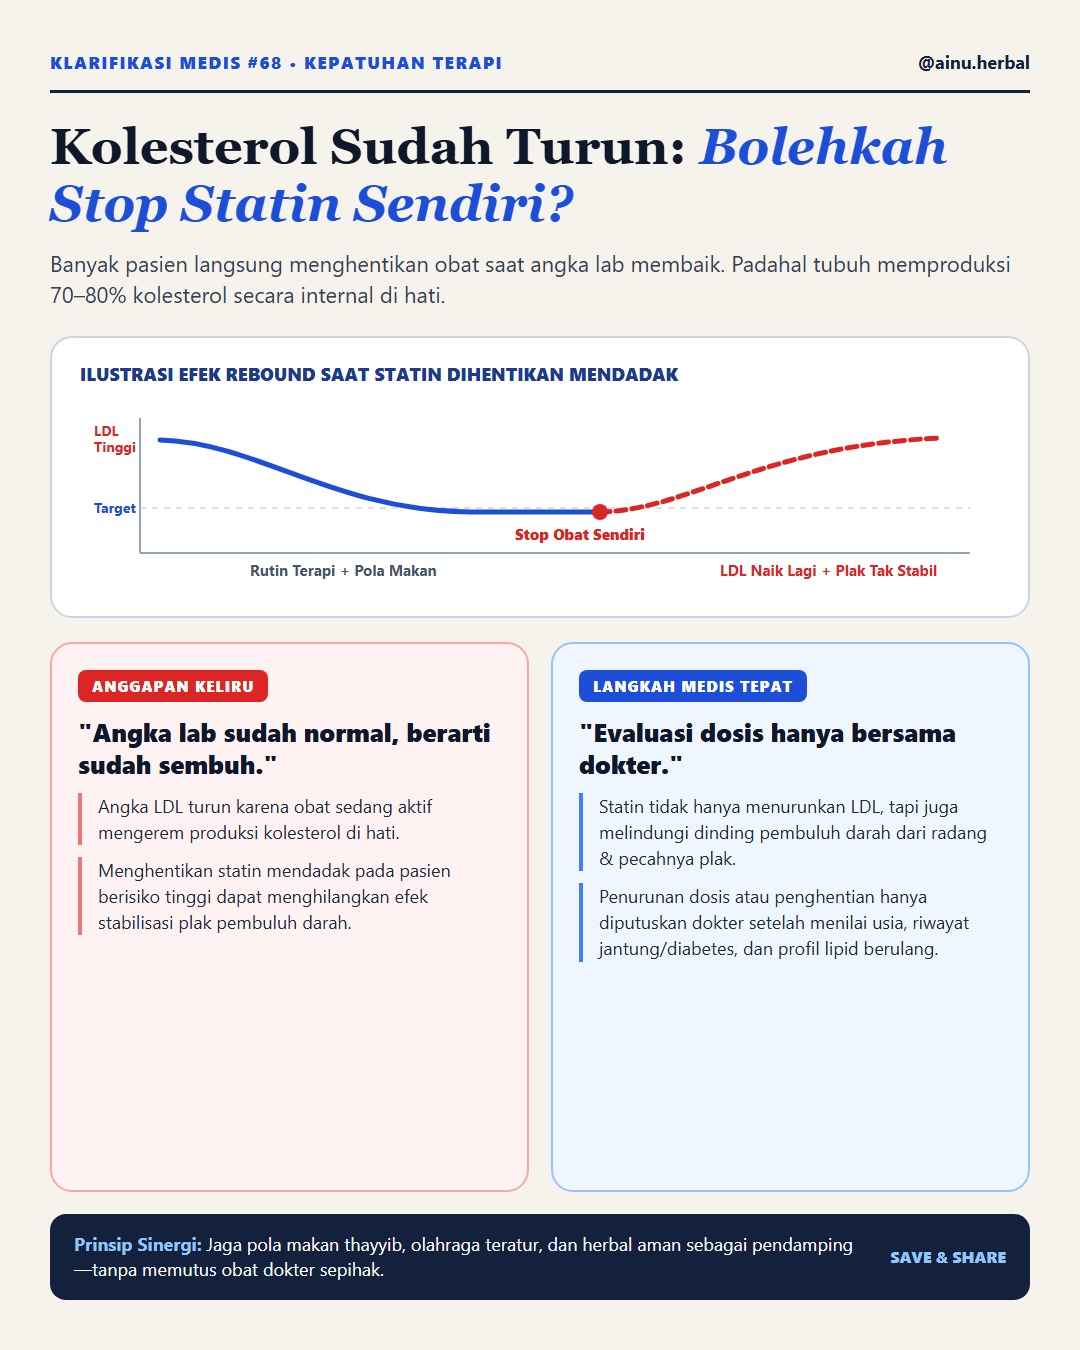 KLARIFIKASI MEDIS #68 • KEPATUHAN TERAPI
@ainu.herbal
Kolesterol Sudah Turun: Bolehkah
Stop Statin Sendiri?
Banyak pasien langsung menghentikan obat saat angka lab membaik. Padahal tubuh memproduksi
70–80% kolesterol secara internal di hati.
ILUSTRASI EFEK REBOUND SAAT STATIN DIHENTIKAN MENDADAK
LDL
Tinggi
Target
Stop Obat Sendiri
Rutin Terapi + Pola Makan
LDL Naik Lagi + Plak Tak Stabil
ANGGAPAN KELIRU
"Angka lab sudah normal, berarti
sudah sembuh."
Angka LDL turun karena obat sedang aktif
mengerem produksi kolesterol di hati.
Menghentikan statin mendadak pada pasien
berisiko tinggi dapat menghilangkan efek
stabilisasi plak pembuluh darah.
LANGKAH MEDIS TEPAT
"Evaluasi dosis hanya bersama
dokter."
Statin tidak hanya menurunkan LDL, tapi juga
melindungi dinding pembuluh darah dari radang
& pecahnya plak.
Penurunan dosis atau penghentian hanya
diputuskan dokter setelah menilai usia, riwayat
jantung/diabetes, dan profil lipid berulang.
Prinsip Sinergi: Jaga pola makan thayyib, olahraga teratur, dan herbal aman sebagai pendamping
—tanpa memutus obat dokter sepihak.
SAVE & SHARE